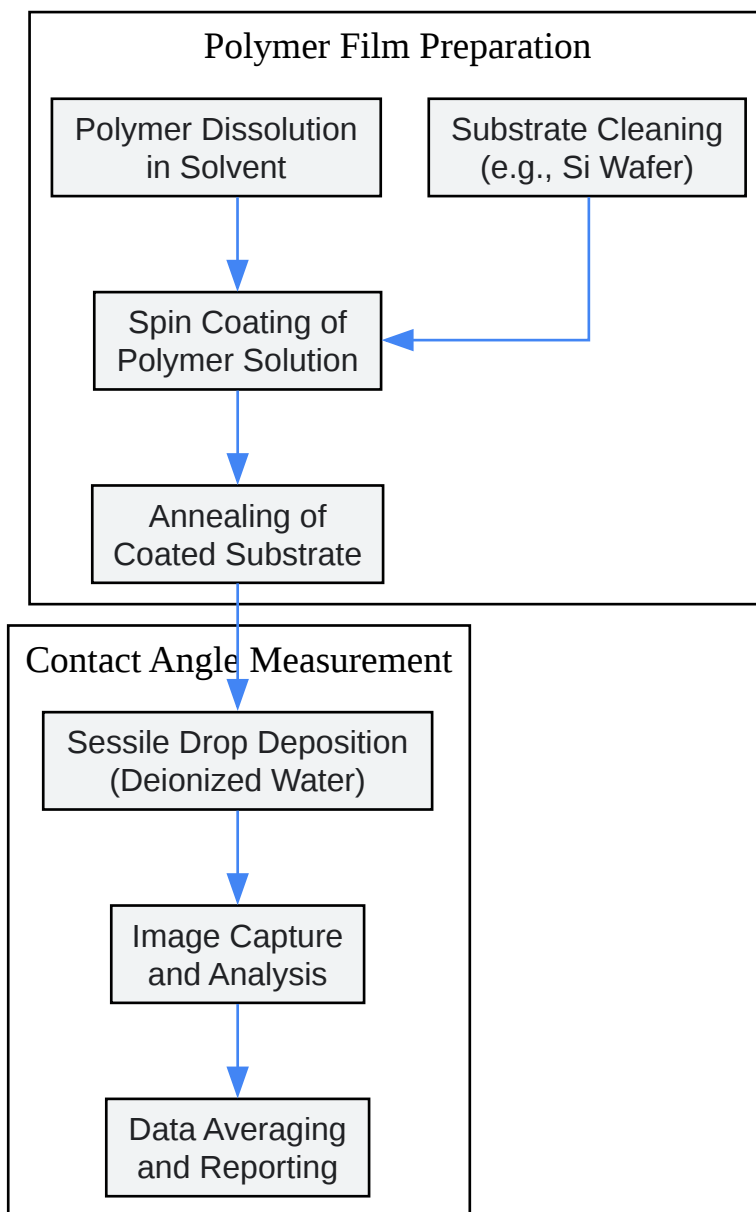 Polymer Film Preparation
Polymer Dissolution
in Solvent
Substrate Cleaning
(e.g., Si Wafer)
Spin Coating of
Polymer Solution
Annealing of
Coated Substrate
Contact Angle Measurement
Sessile Drop Deposition
(Deionized Water)
Image Capture
and Analysis
Data Averaging
and Reporting